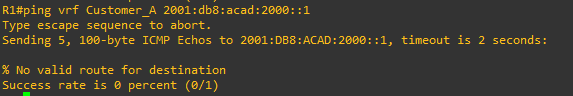 R1#ping vrf Customer_A 2001:db8:acad:2000::1
Type escape sequence to abort.
Sending 5, 100-byte ICMP Echos to 2001:DB8:ACAD:2000::1, timeout is 2 seconds:
% No valid route for destination
Success rate is 0 percent (0/1)